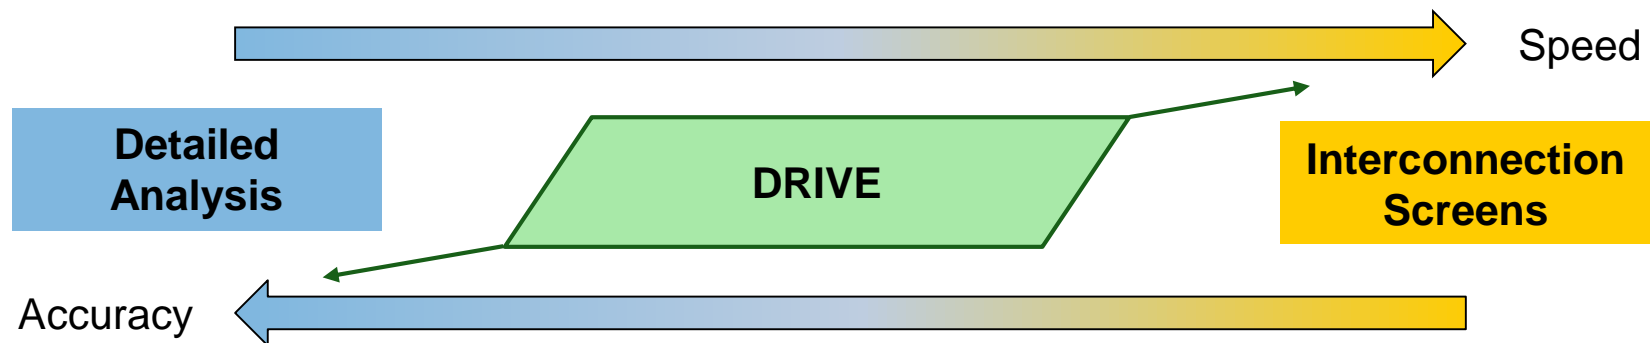 Speed
Detailed
Analysis
DRIVE
Interconnection
Screens
Accuracy